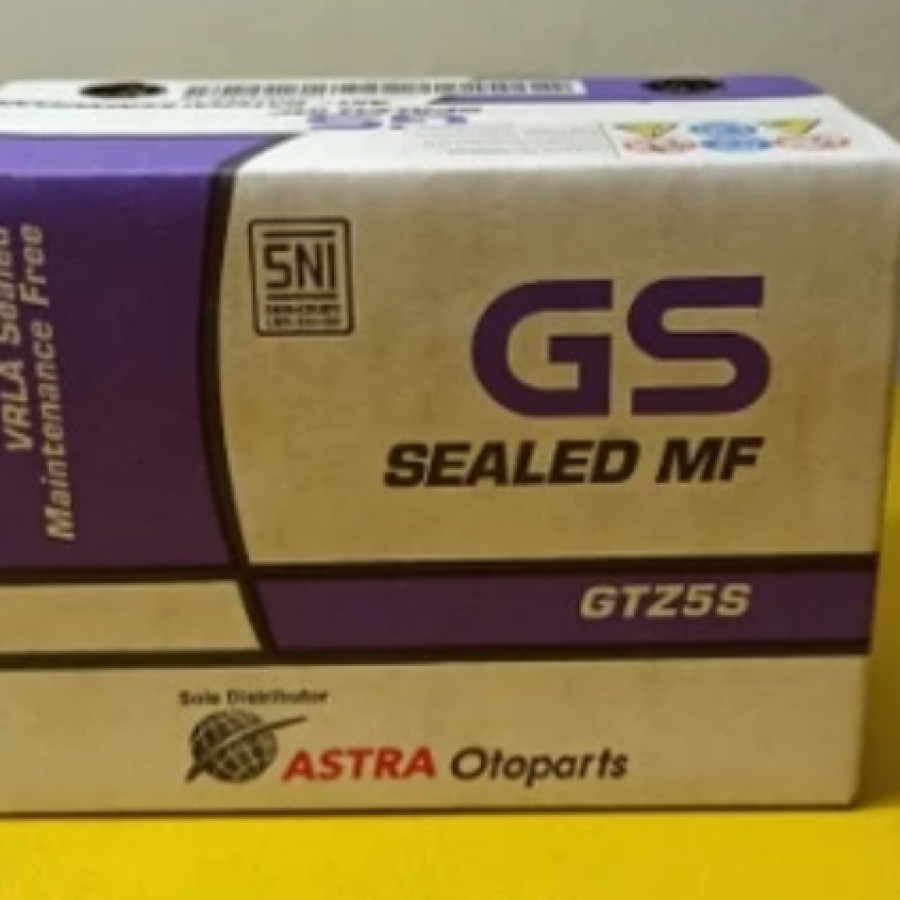 VRLA Sealed
Maintenance Free
SNI
GS
SEALED MF
GTZ5S
Sole Distributor
ASTRA Otoparts